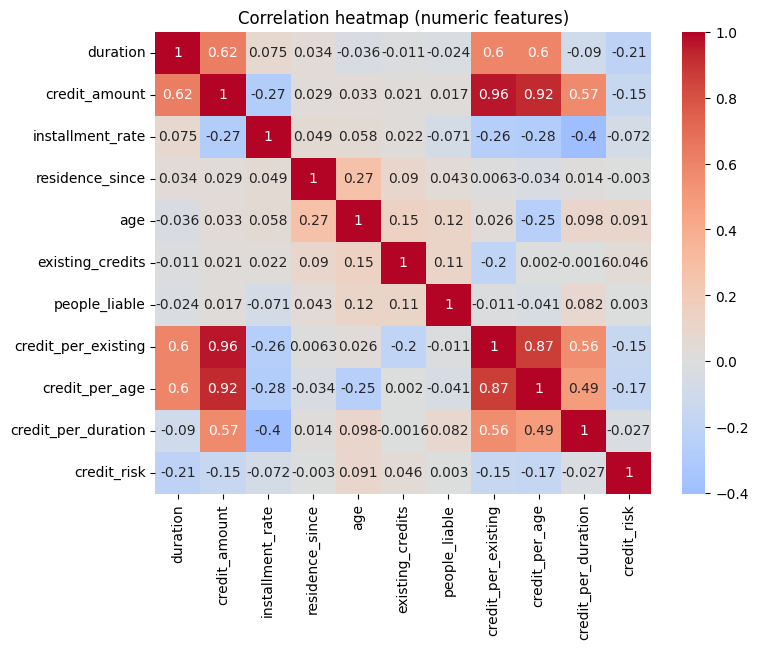 Correlation heatmap (numeric features)
duration 1 0.62 0.075 0.034 -0.036 -0.011 -0.024 0.6 0.6 -0.09 -0.21
credit_amount 0.62 1 -0.27 0.029 0.033 0.021 0.017 0.96 0.92 0.57 -0.15
installment_rate 0.075 -0.27 1 0.049 0.058 0.022 -0.071 -0.26 -0.28 -0.4 -0.072
residence_since 0.034 0.029 0.049 1 0.27 0.09 0.043 0.0063 -0.034 0.014 -0.003
age -0.036 0.033 0.058 0.27 1 0.15 0.12 0.026 -0.25 0.098 0.091
existing_credits -0.011 0.021 0.022 0.09 0.15 1 0.11 -0.2 0.002 -0.0016 0.046
people_liable -0.024 0.017 -0.071 0.043 0.12 0.11 1 -0.011 -0.041 0.082 0.003
credit_per_existing 0.6 0.96 -0.26 0.0063 0.026 -0.2 -0.011 1 0.87 0.56 -0.15
credit_per_age 0.6 0.92 -0.28 -0.034 -0.25 0.002 -0.041 0.87 1 0.49 -0.17
credit_per_duration -0.09 0.57 -0.4 0.014 0.098 -0.0016 0.082 0.56 0.49 1 -0.027
credit_risk -0.21 -0.15 -0.072 -0.003 0.091 0.046 0.003 -0.15 -0.17 -0.027 1
duration
credit_amount
installment_rate
residence_since
age
existing_credits
people_liable
credit_per_existing
credit_per_age
credit_per_duration
credit_risk
1.0
0.8
0.6
0.4
0.2
0.0
-0.2
-0.4